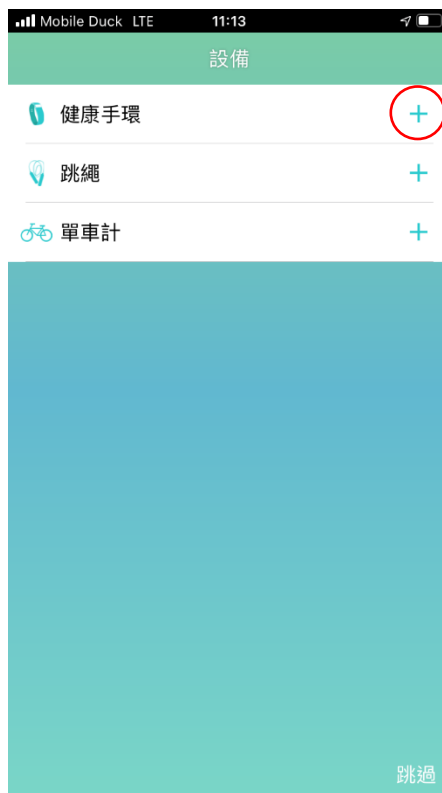 Mobile Duck LTE 11:13
設備
健康手環 +
跳繩 +
單車計 +
跳過